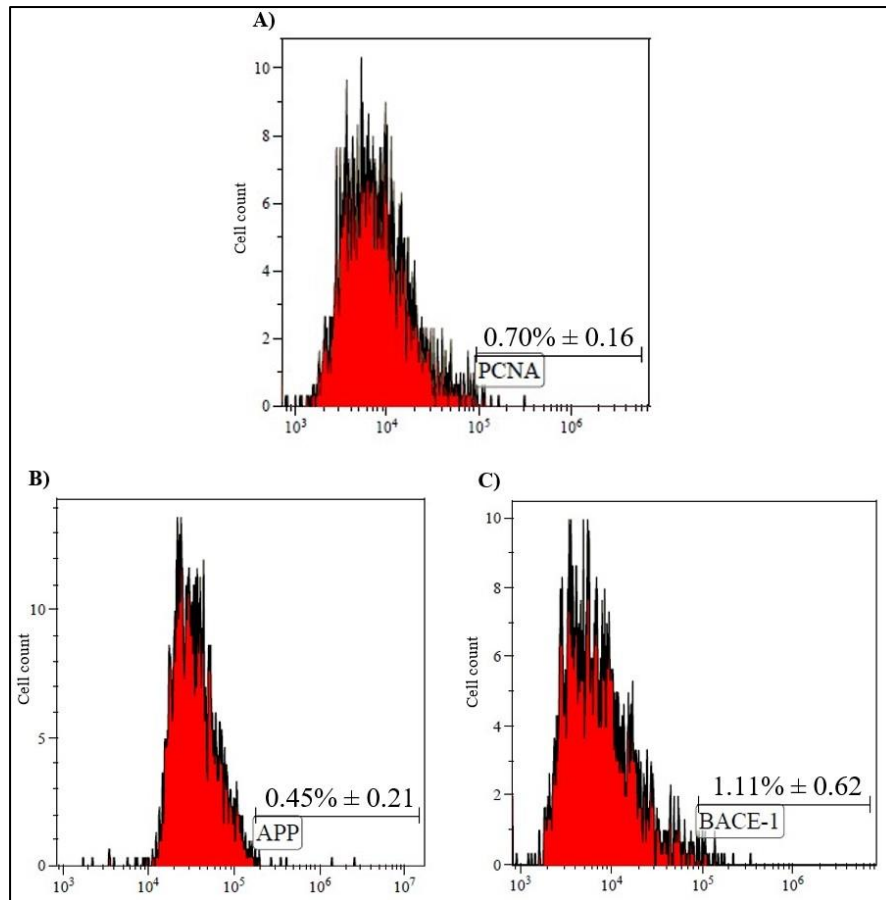 A)
Cell count
10
8
6
4
2
0
0.70% ± 0.16
PCNA
10³ 10⁴ 10⁵ 10⁶
B)
Cell count
10
5
0
0.45% ± 0.21
APP
10³ 10⁴ 10⁵ 10⁶ 10⁷
C)
Cell count
10
8
6
4
2
0
1.11% ± 0.62
BACE-1
10³ 10⁴ 10⁵ 10⁶